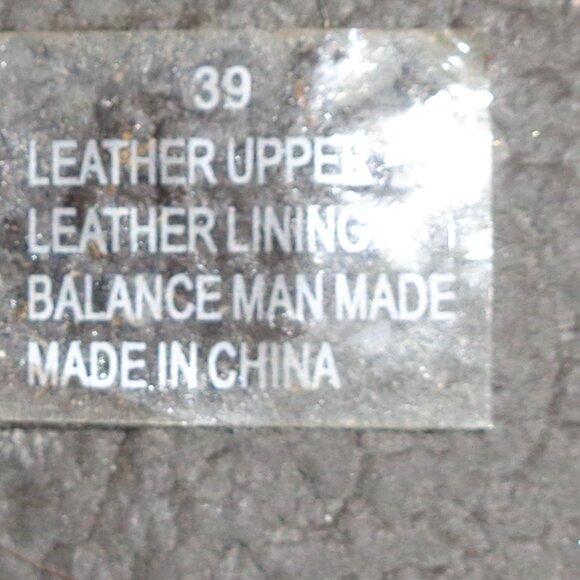 39
LEATHER UPPER
LEATHER LINING
BALANCE MAN MADE
MADE IN CHINA